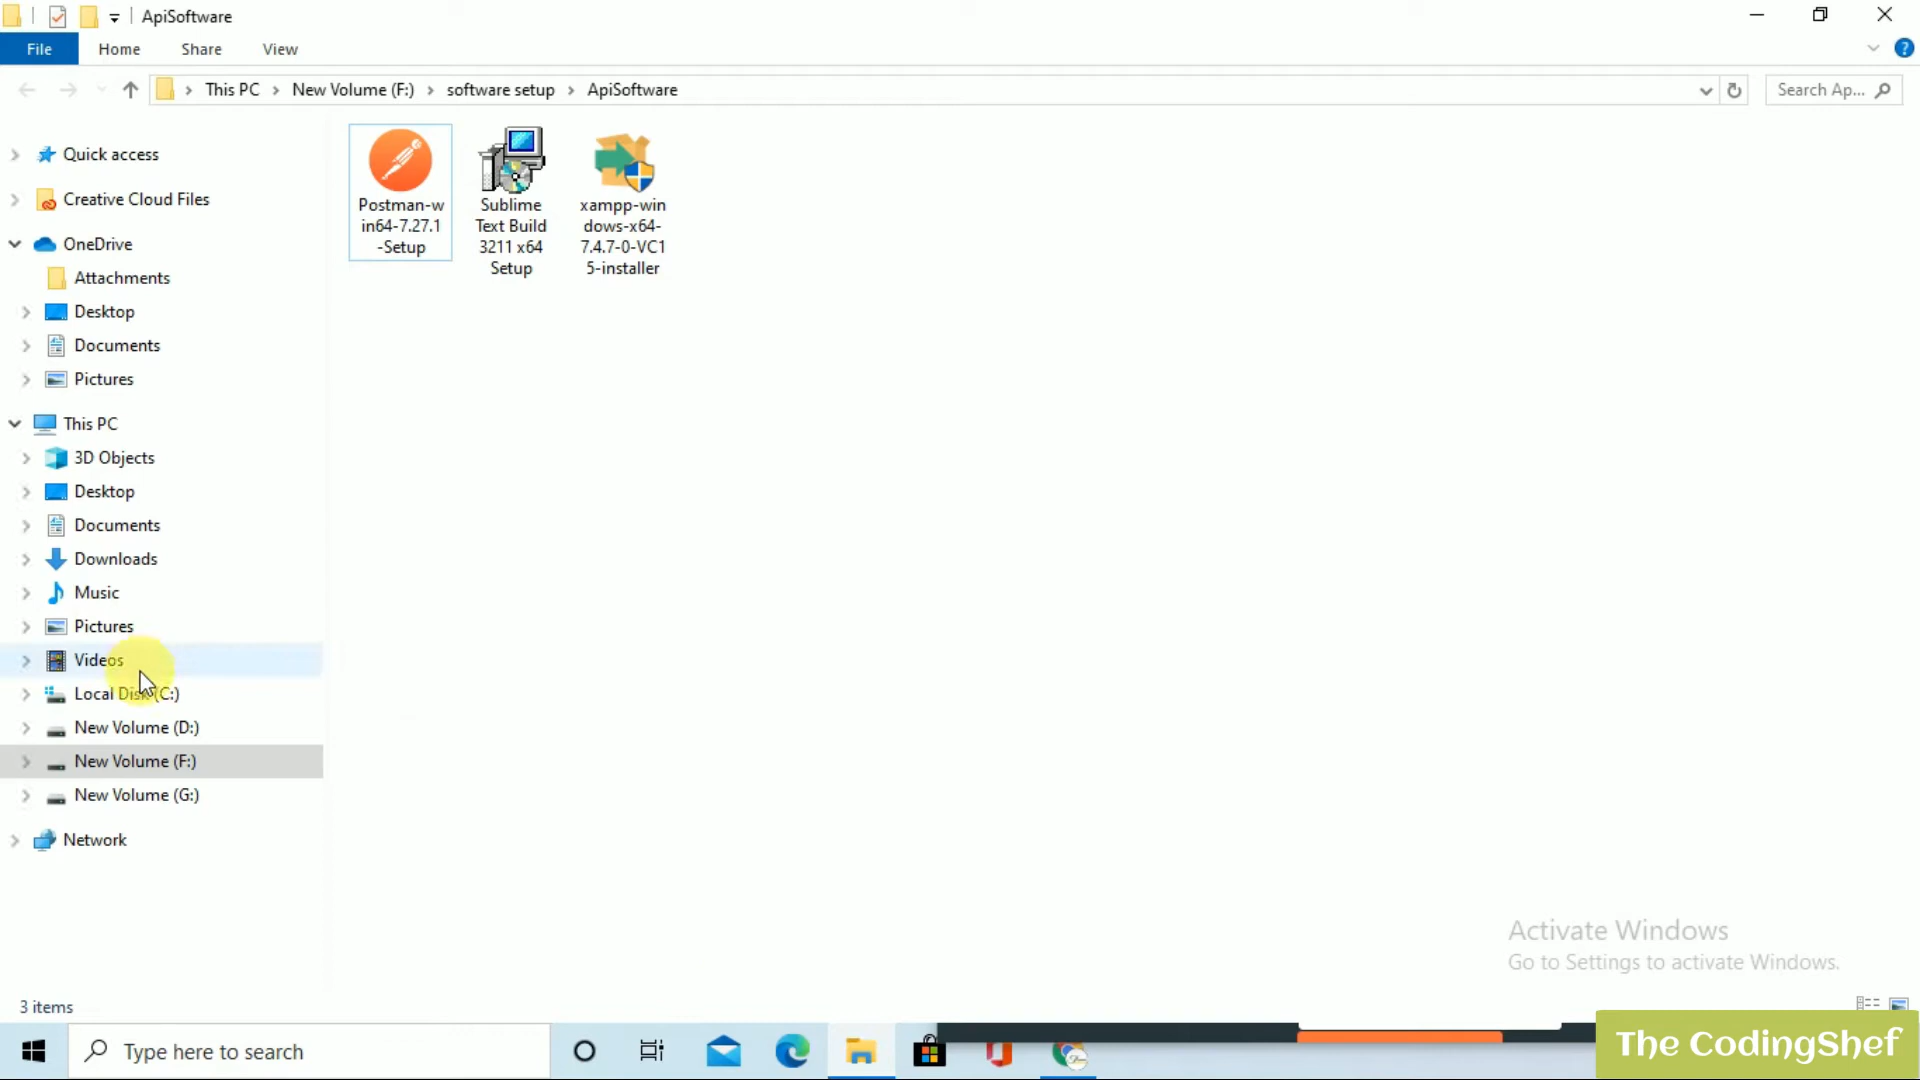 ApiSoftware
File Home Share View
This PC New Volume (F:) software setup ApiSoftware
Search Ap...
Quick access
Creative Cloud Files
OneDrive
Attachments
Desktop
Documents
Pictures
This PC
3D Objects
Desktop
Documents
Downloads
Music
Pictures
Videos
Local Disk (C:)
New Volume (D:)
New Volume (F:)
New Volume (G:)
Network
Postman-w
in64-7.27.1
-Setup
Sublime
Text Build
3211 x64
Setup
xampp-win
dows-x64-
7.4.7-0-VC1
5-installer
Activate Windows
Go to Settings to activate Windows.
3 items
Type here to search
The CodingShef